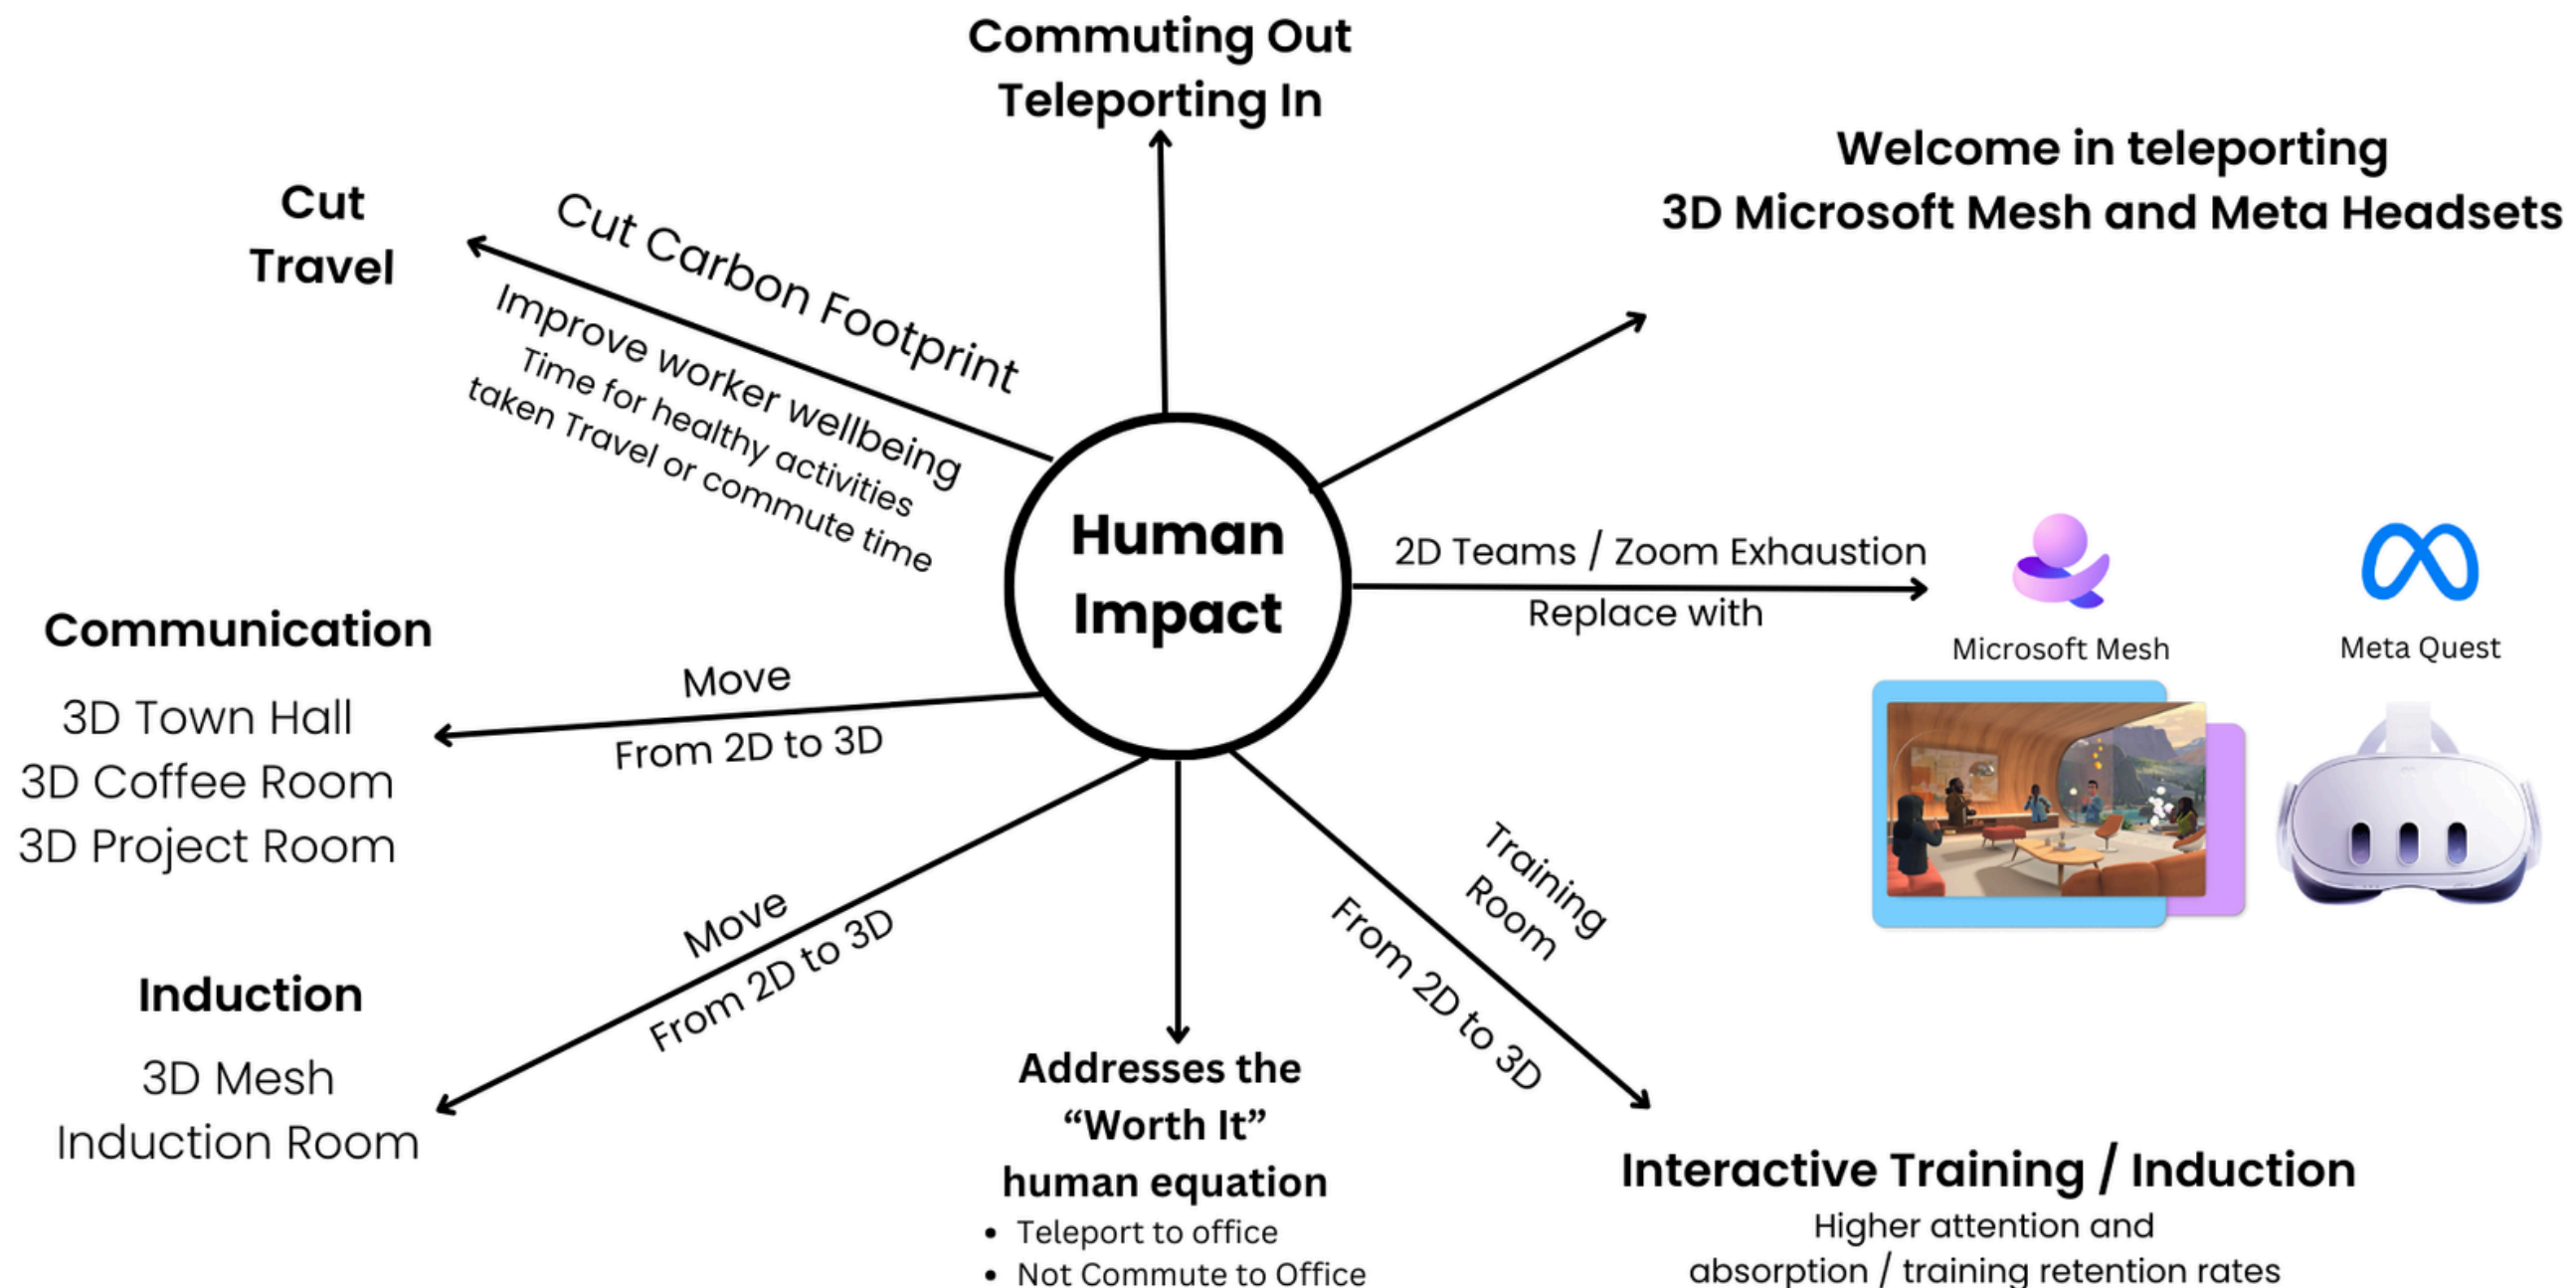 Commuting Out
Teleporting In
Welcome in teleporting
3D Microsoft Mesh and Meta Headsets
Cut
Travel
Cut Carbon Footprint
Improve worker wellbeing
Time for healthy activities
taken Travel or commute time
Human
Impact
2D Teams / Zoom Exhaustion
Replace with
Microsoft Mesh
Meta Quest
Communication
3D Town Hall
3D Coffee Room
3D Project Room
Move
From 2D to 3D
Induction
3D Mesh
Induction Room
Move
From 2D to 3D
Addresses the
“Worth It”
human equation
• Teleport to office
• Not Commute to Office
Training
Room
From 2D to 3D
Interactive Training / Induction
Higher attention and
absorption / training retention rates